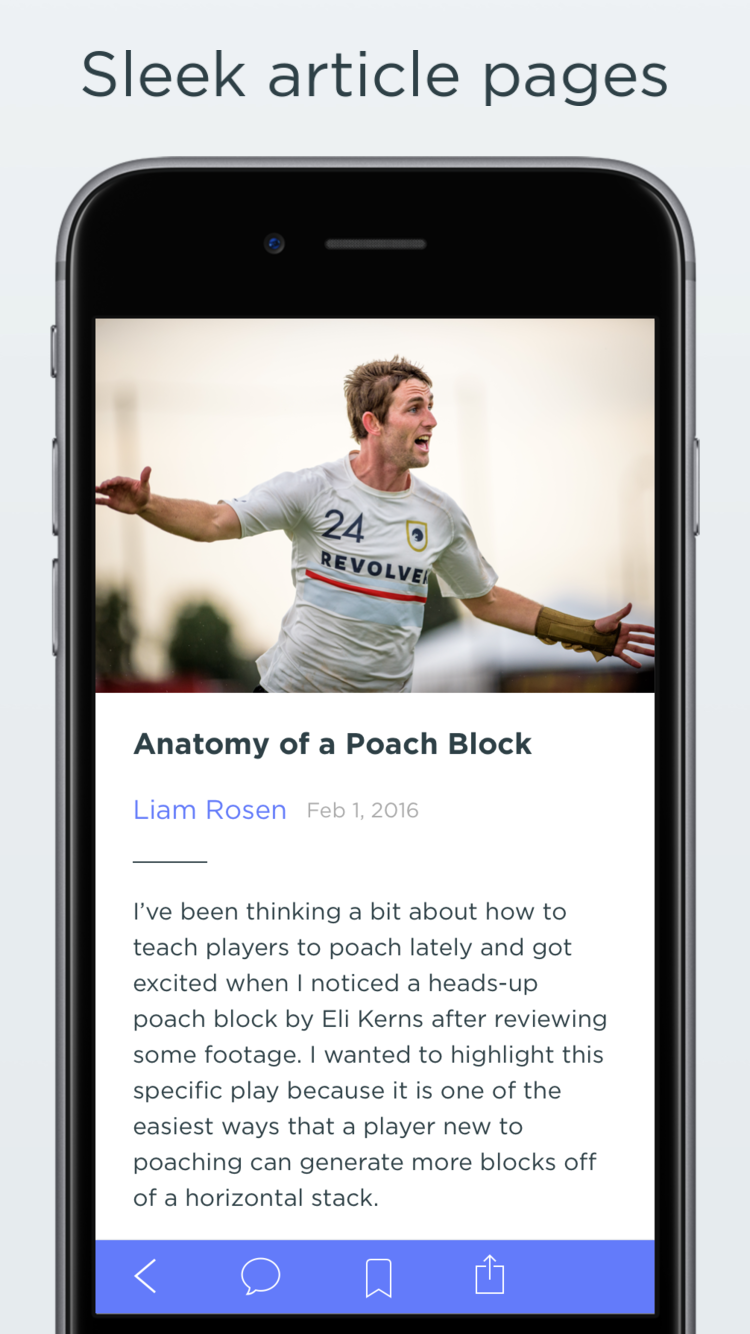 Sleek article pages
24
REVOLVER
Anatomy of a Poach Block
Liam Rosen Feb 1, 2016
I’ve been thinking a bit about how to
teach players to poach lately and got
excited when I noticed a heads-up
poach block by Eli Kerns after reviewing
some footage. I wanted to highlight this
specific play because it is one of the
easiest ways that a player new to
poaching can generate more blocks off
of a horizontal stack.